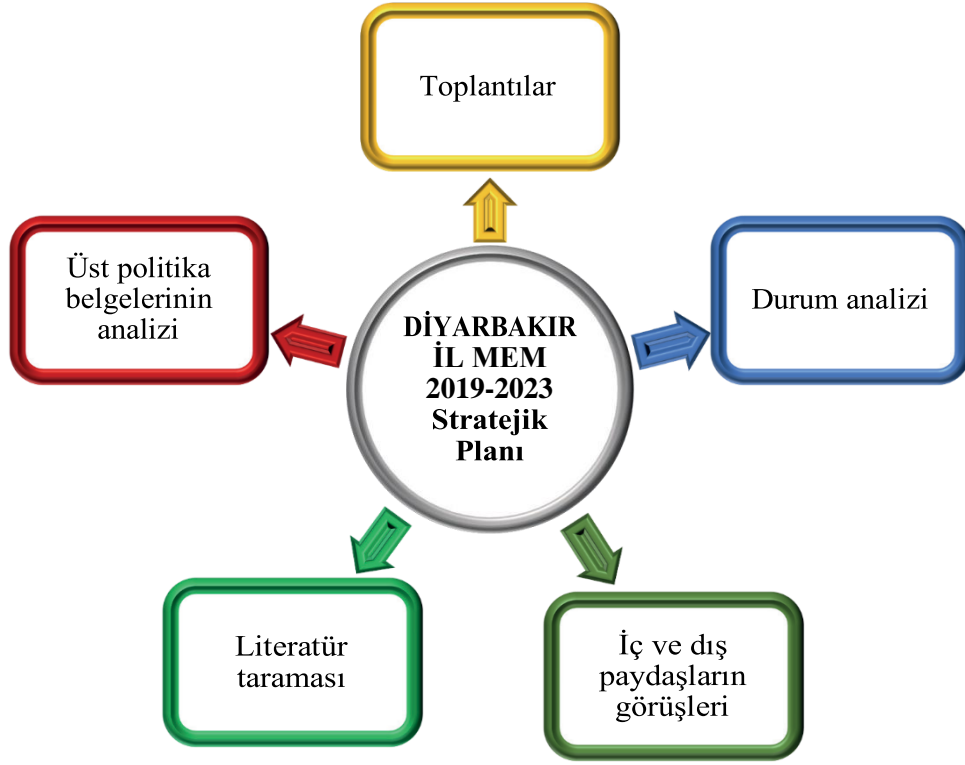 Toplantılar
Üst politika
belgelerinin
analizi
DİYARBAKIR
İL MEM
2019-2023
Stratejik
Planı
Durum analizi
Literatür
taraması
İç ve dış
paydaşların
görüşleri